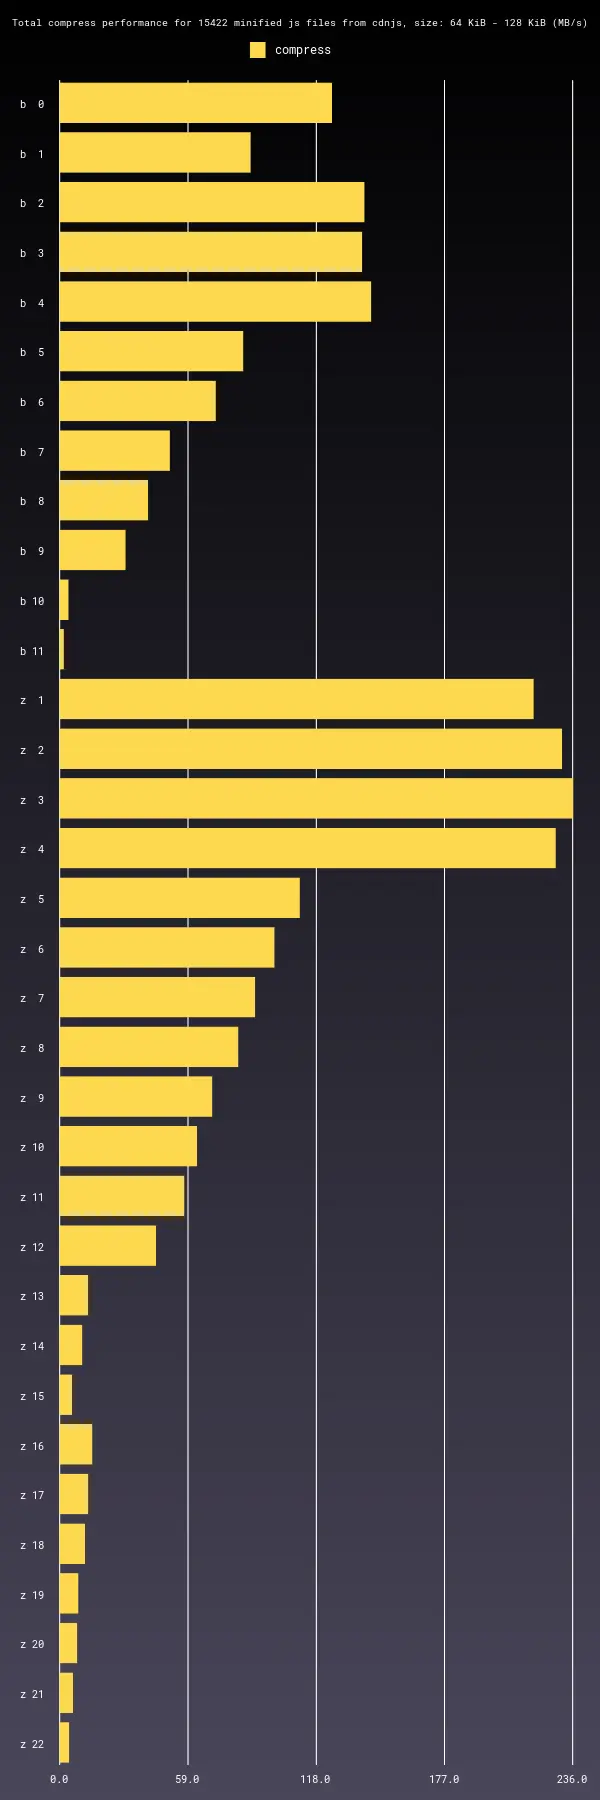 Total compress performance for 15422 minified js files from cdnjs, size: 64 KiB - 128 KiB (MB/s)
compress
b 0
b 1
b 2
b 3
b 4
b 5
b 6
b 7
b 8
b 9
b 10
b 11
z 1
z 2
z 3
z 4
z 5
z 6
z 7
z 8
z 9
z 10
z 11
z 12
z 13
z 14
z 15
z 16
z 17
z 18
z 19
z 20
z 21
z 22
0.0 59.0 118.0 177.0 236.0